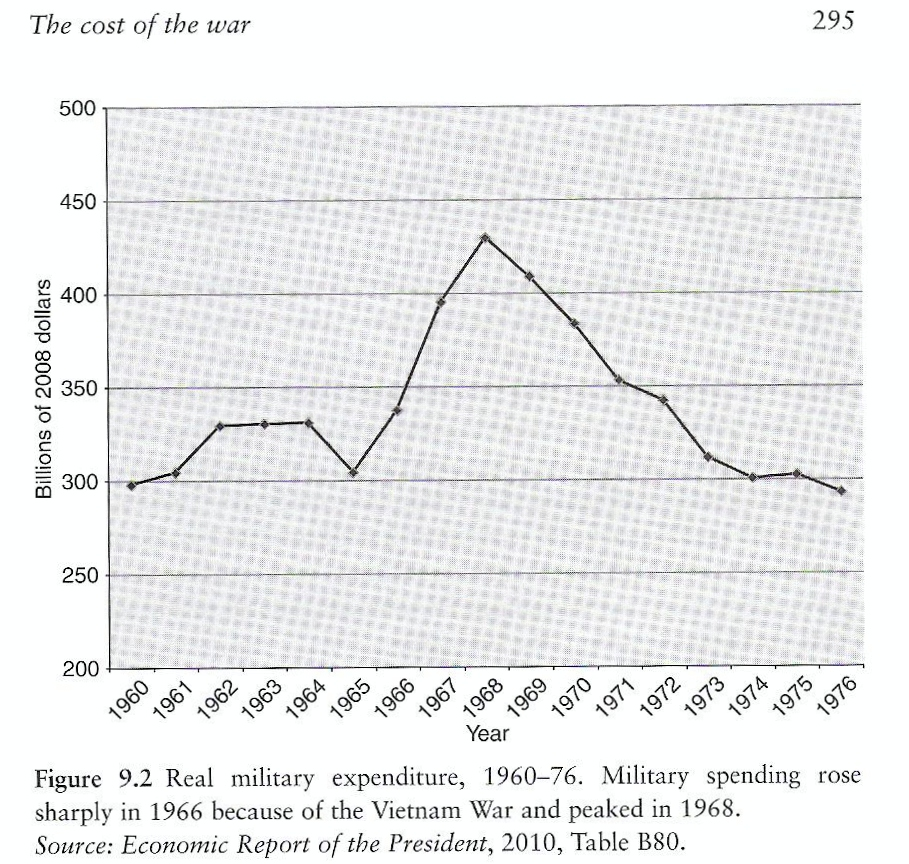 The cost of the war 295
500
450
400
350
300
250
200
Billions of 2008 dollars
1960 1961 1962 1963 1964 1965 1966 1967 1968 1969 1970 1971 1972 1973 1974 1975 1976
Year
Figure 9.2 Real military expenditure, 1960–76. Military spending rose
sharply in 1966 because of the Vietnam War and peaked in 1968.
Source: Economic Report of the President, 2010, Table B80.